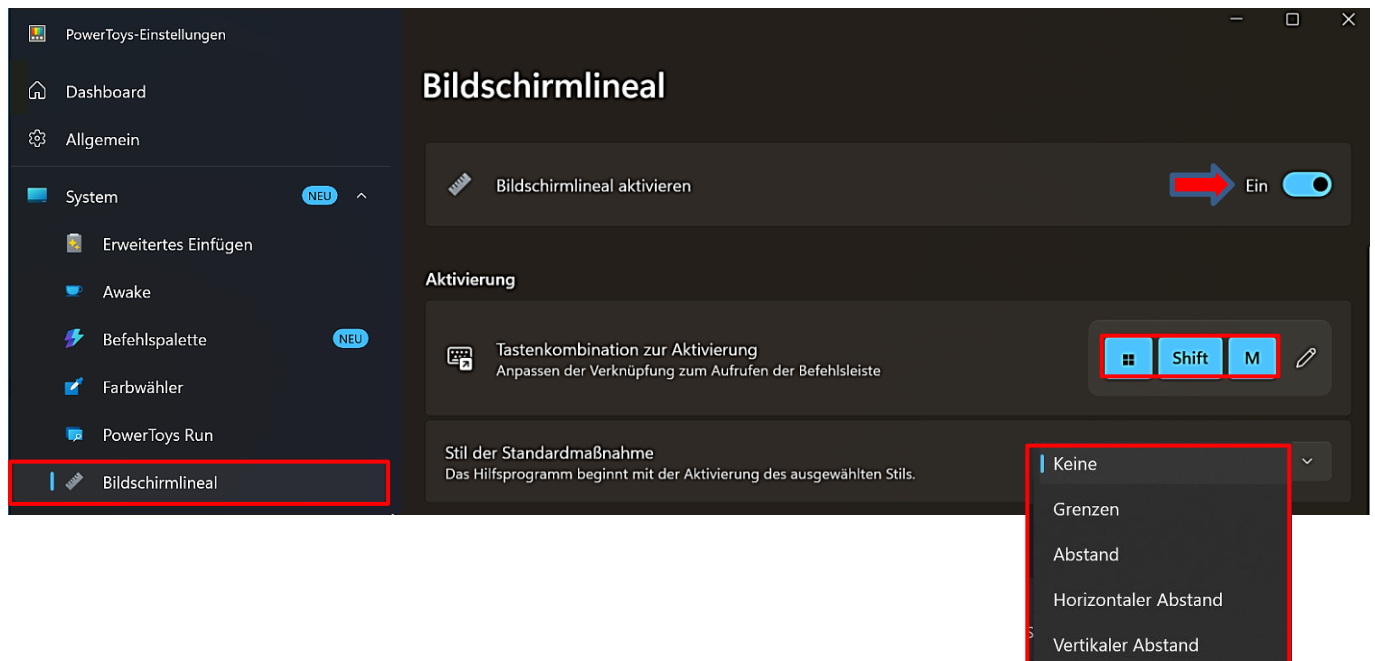 PowerToys-Einstellungen
Dashboard
Allgemein
System NEU
Erweitertes Einfügen
Awake
Befehlspalette NEU
Farbwähler
PowerToys Run
Bildschirmlineal
Bildschirmlineal
Bildschirmlineal aktivieren
Ein
Aktivierung
Tastenkombination zur Aktivierung
Anpassen der Verknüpfung zum Aufrufen der Befehlsleiste
Shift M
Stil der Standardmaßnahme
Das Hilfsprogramm beginnt mit der Aktivierung des ausgewählten Stils.
Keine
Grenzen
Abstand
Horizontaler Abstand
Vertikaler Abstand